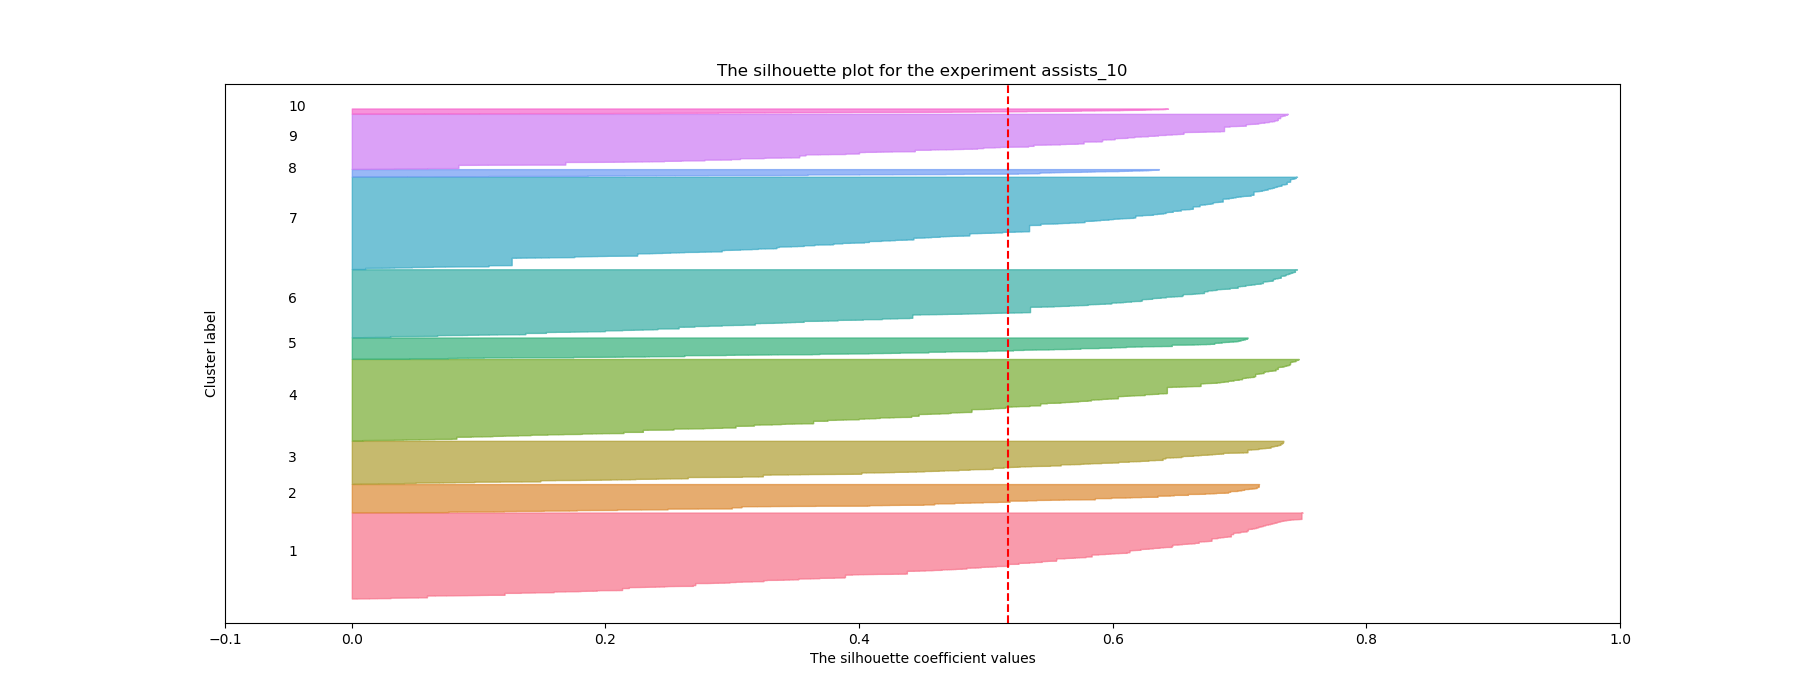 The silhouette plot for the experiment assists_10
10
9
8
7
6
5
4
3
2
1
Cluster label
−0.1 0.0 0.2 0.4 0.6 0.8 1.0
The silhouette coefficient values